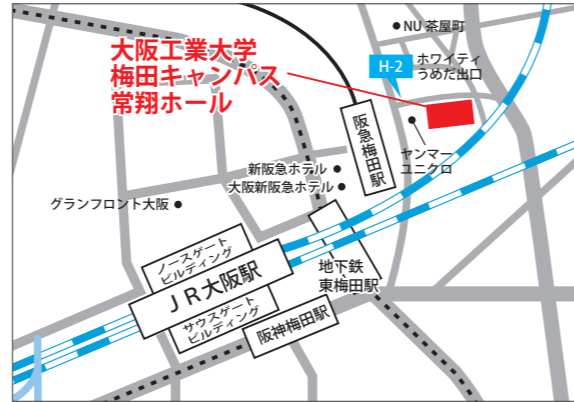 NU 茶屋町
大阪工業大学
梅田キャンパス
常翔ホール
H-2
ホワイティ
うめだ出口
阪急梅田駅
ヤンマー
ユニクロ
新阪急ホテル
大阪新阪急ホテル
グランフロント大阪
ノースゲート
ビルディング
JR大阪駅
地下鉄
東梅田駅
サウスゲート
ビルディング
阪神梅田駅